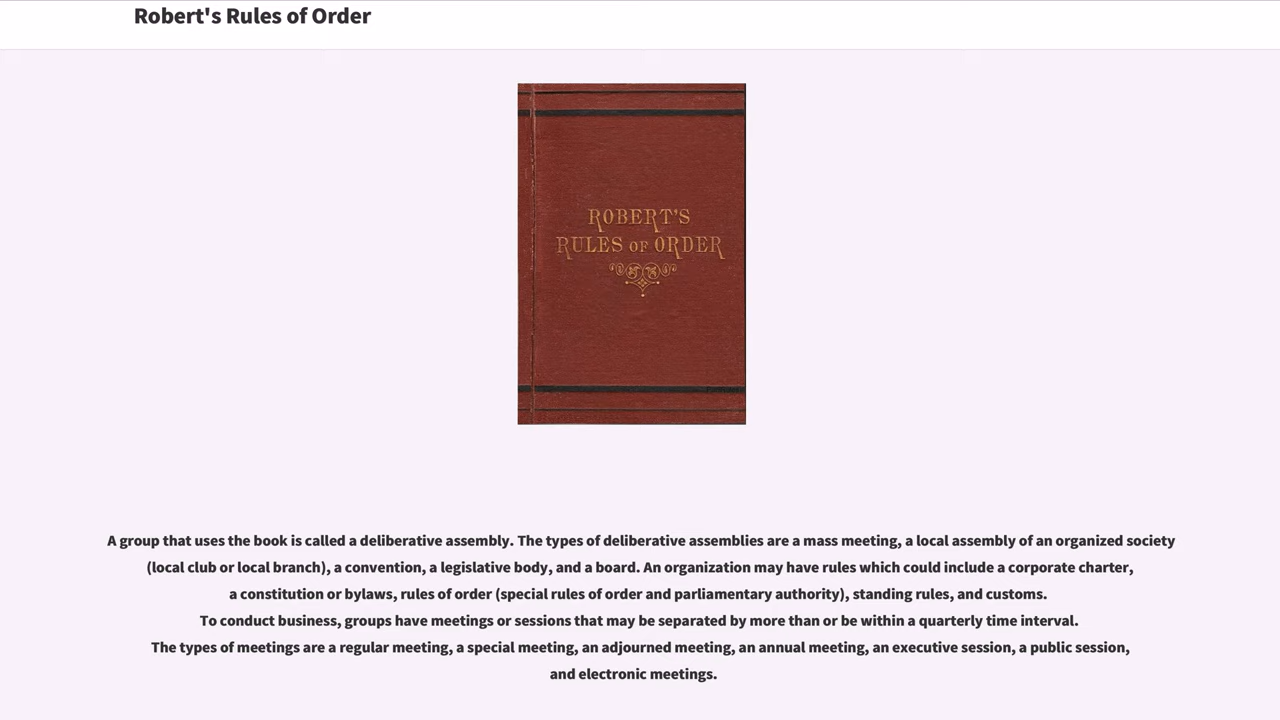 Robert's Rules of Order
ROBERT'S
RULES OF ORDER
A group that uses the book is called a deliberative assembly. The types of deliberative assemblies are a mass meeting, a local assembly of an organized society
(local club or local branch), a convention, a legislative body, and a board. An organization may have rules which could include a corporate charter,
a constitution or bylaws, rules of order (special rules of order and parliamentary authority), standing rules, and customs.
To conduct business, groups have meetings or sessions that may be separated by more than or be within a quarterly time interval.
The types of meetings are a regular meeting, a special meeting, an adjourned meeting, an annual meeting, an executive session, a public session,
and electronic meetings.